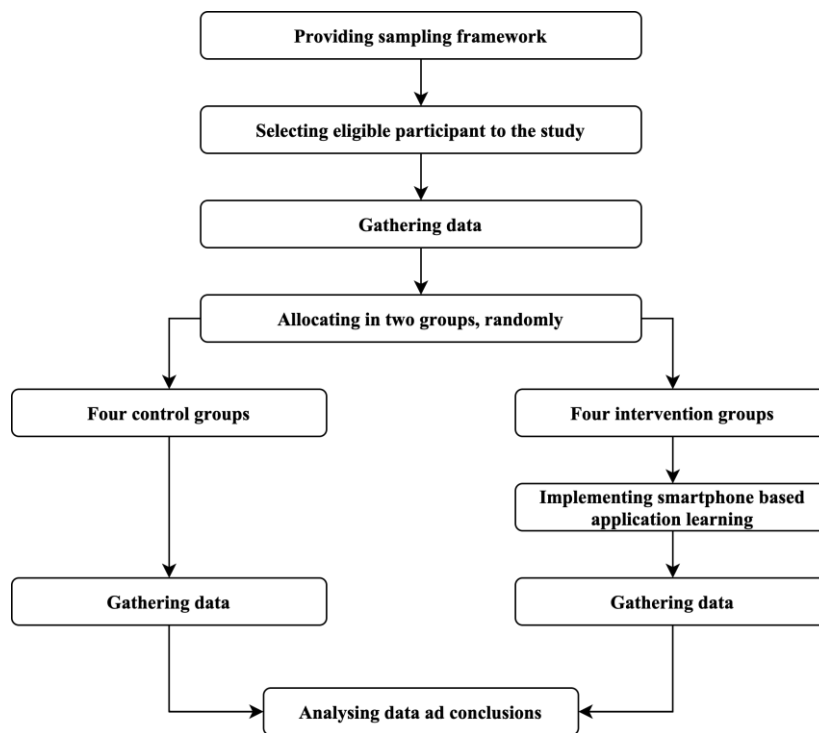 Providing sampling framework
Selecting eligible participant to the study
Gathering data
Allocating in two groups, randomly
Four control groups
Four intervention groups
Implementing smartphone based
application learning
Gathering data
Gathering data
Analysing data ad conclusions